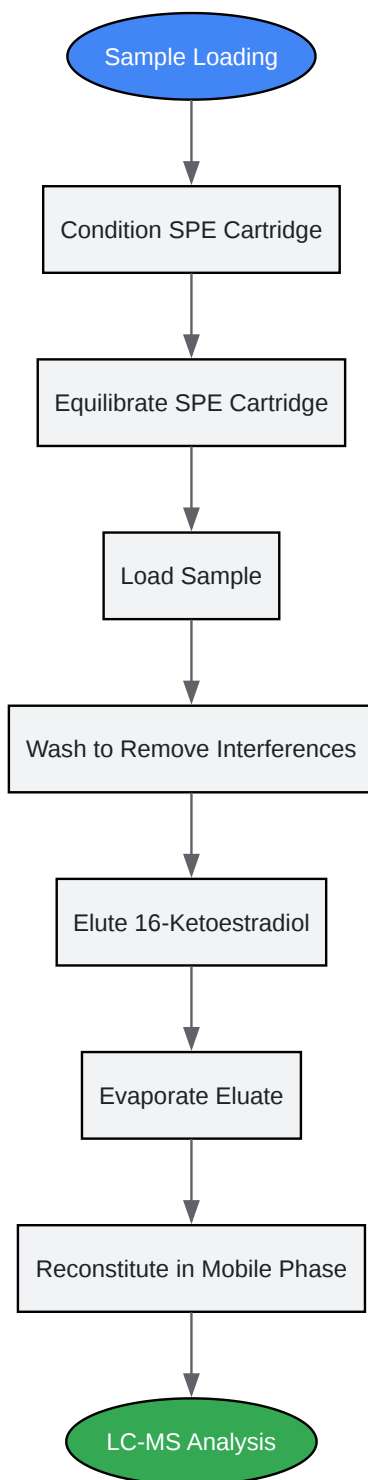 Sample Loading
Condition SPE Cartridge
Equilibrate SPE Cartridge
Load Sample
Wash to Remove Interferences
Elute 16-Ketoestradiol
Evaporate Eluate
Reconstitute in Mobile Phase
LC-MS Analysis